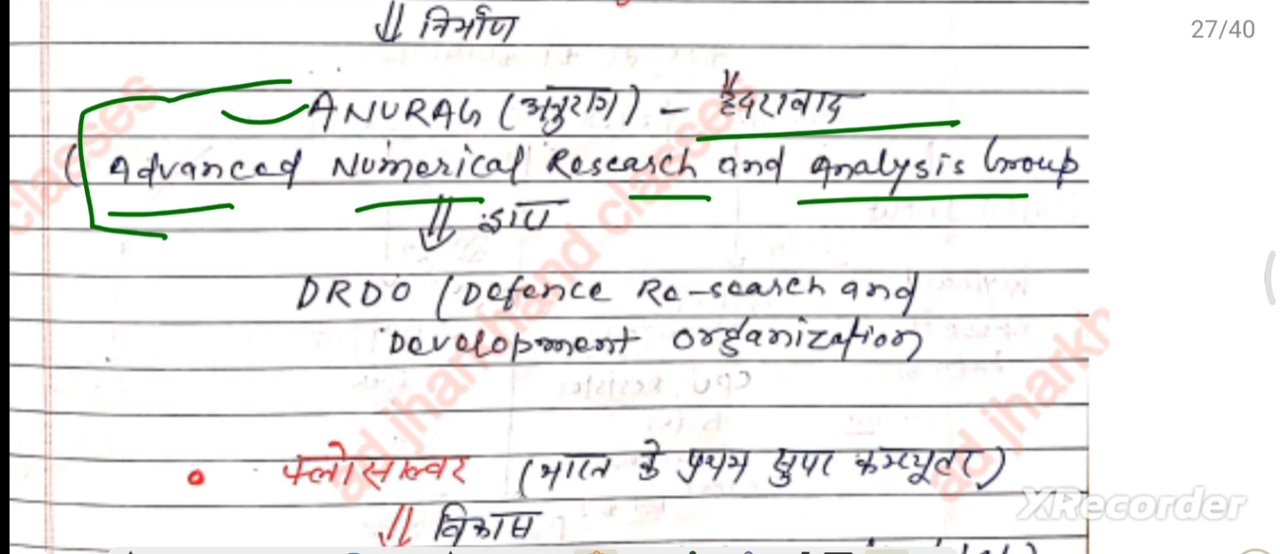 ⇓ निर्माण
27/40
ANURAG (अनुराग) - हैदराबाद
(Advanced Numerical Research and Analysis Group
⇓ द्वारा
DRDO (Defence Re-search and
Development organization
• फ्लोसाल्वर (भारत के प्रथम सुपर कम्प्यूटर)
XRecorder
⇓ विकास